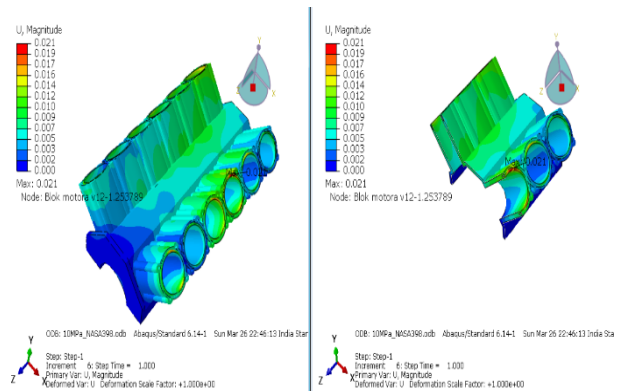 U, Magnitude
0.021
0.019
0.017
0.016
0.014
0.012
0.010
0.009
0.007
0.005
0.003
0.002
0.000
Max: 0.021
Node: Blok motora v12-1.253789
Max: 0.021
Y
Z
X
ODB: 10MPa_NASA398.odb Abaqus/Standard 6.14-1 Sun Mar 26 22:46:13 India Star
Step: Step-1
Increment 6: Step Time = 1.000
Primary Var: U, Magnitude
Deformed Var: U Deformation Scale Factor: +1.000e+00
Y
Z
X
U, Magnitude
0.021
0.019
0.017
0.016
0.014
0.012
0.010
0.009
0.007
0.005
0.003
0.002
0.000
Max: 0.021
Node: Blok motora v12-1.253789
Max: 0.021
Y
Z
X
ODB: 10MPa_NASA398.odb Abaqus/Standard 6.14-1 Sun Mar 26 22:46:13 India Sta
Step: Step-1
Increment 6: Step Time = 1.000
Primary Var: U, Magnitude
Deformed Var: U Deformation Scale Factor: +1.000e+00
Y
Z
X